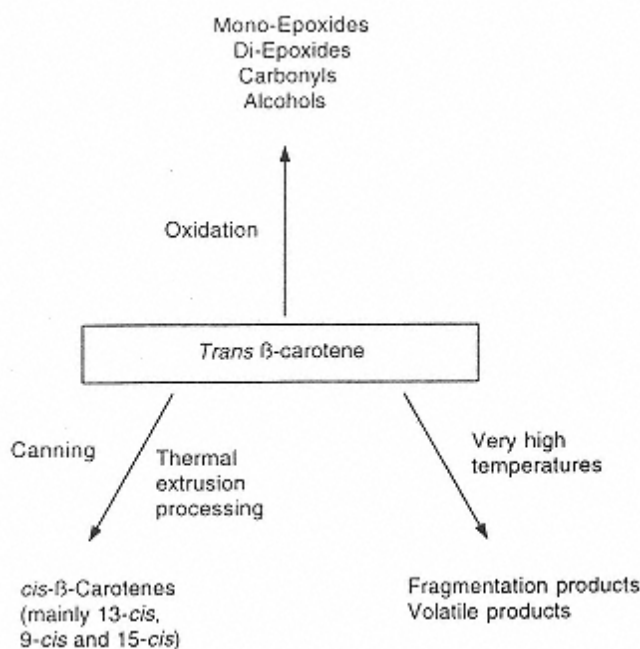 Mono-Epoxides
Di-Epoxides
Carbonyls
Alcohols
Oxidation
Trans ß-carotene
Canning
Thermal
extrusion
processing
Very high
temperatures
cis-ß-Carotenes
(mainly 13-cis,
9-cis and 15-cis)
Fragmentation products
Volatile products